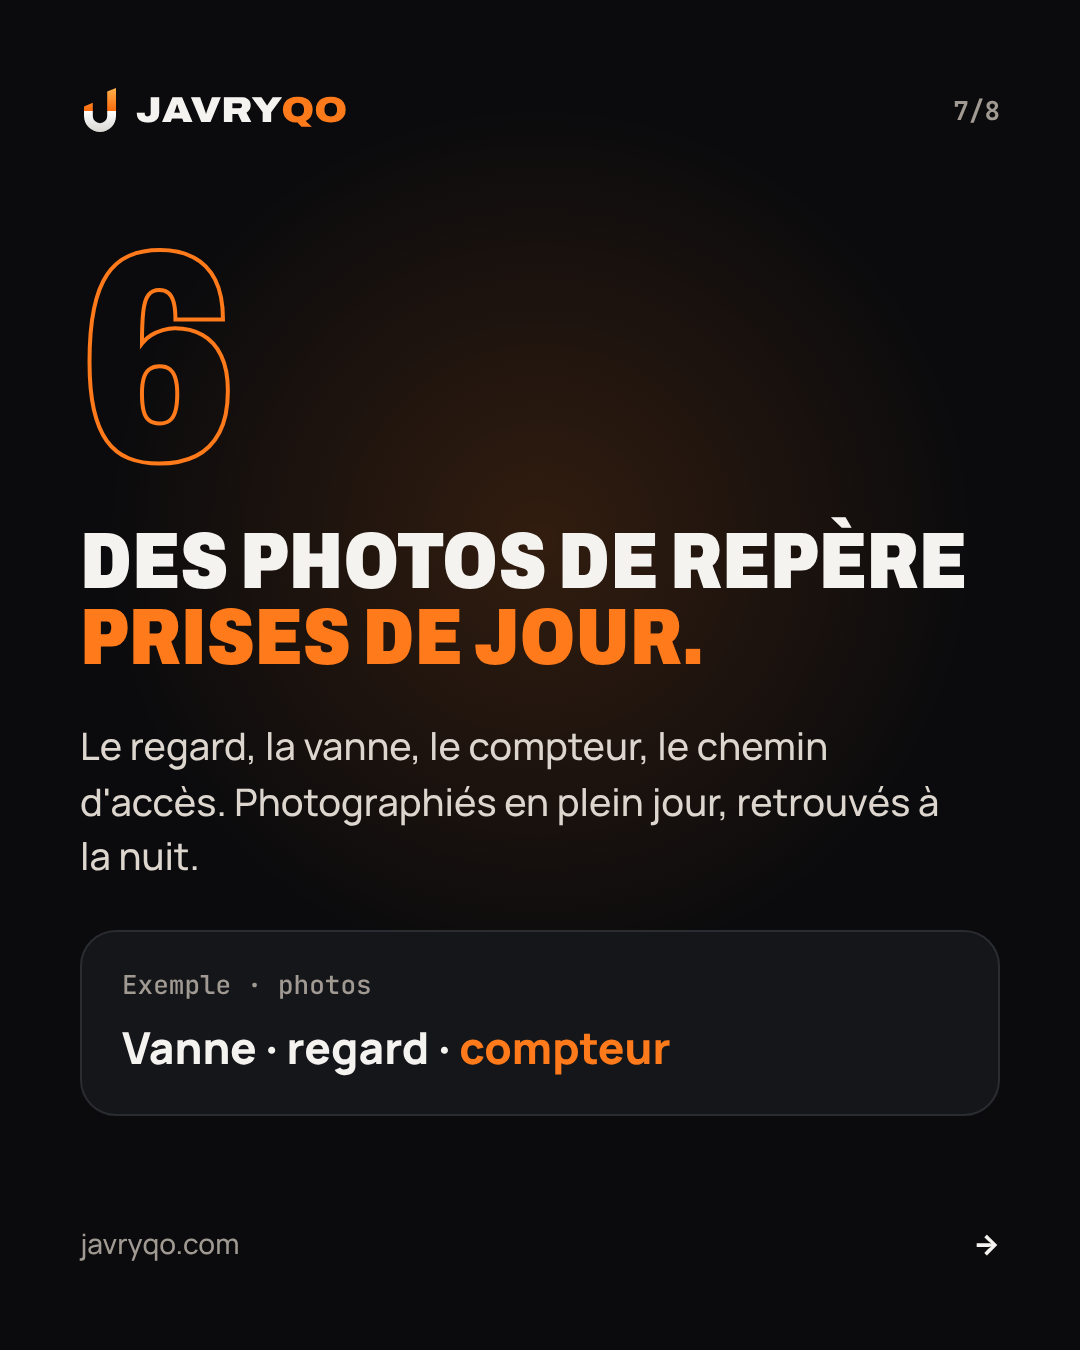 JAVRYQO
7/8
6
DES PHOTOS DE REPÈRE
PRISES DE JOUR.
Le regard, la vanne, le compteur, le chemin
d'accès. Photographiés en plein jour, retrouvés à
la nuit.
Exemple · photos
Vanne · regard · compteur
javryqo.com
→